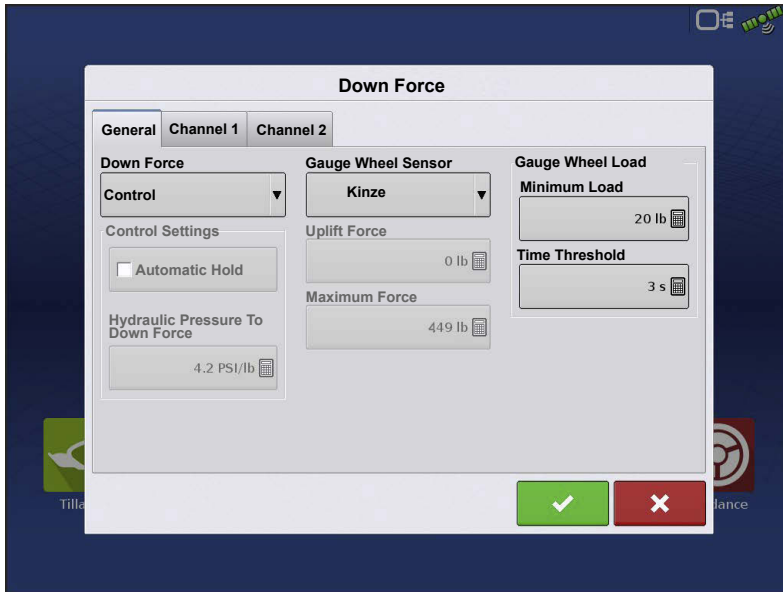 Down Force
General
Channel 1
Channel 2
Down Force
Control
Control Settings
Automatic Hold
Hydraulic Pressure To
Down Force
4.2 PSI/lb
Gauge Wheel Sensor
Kinze
Uplift Force
0 lb
Maximum Force
449 lb
Gauge Wheel Load
Minimum Load
20 lb
Time Threshold
3 s
Tilla
dance